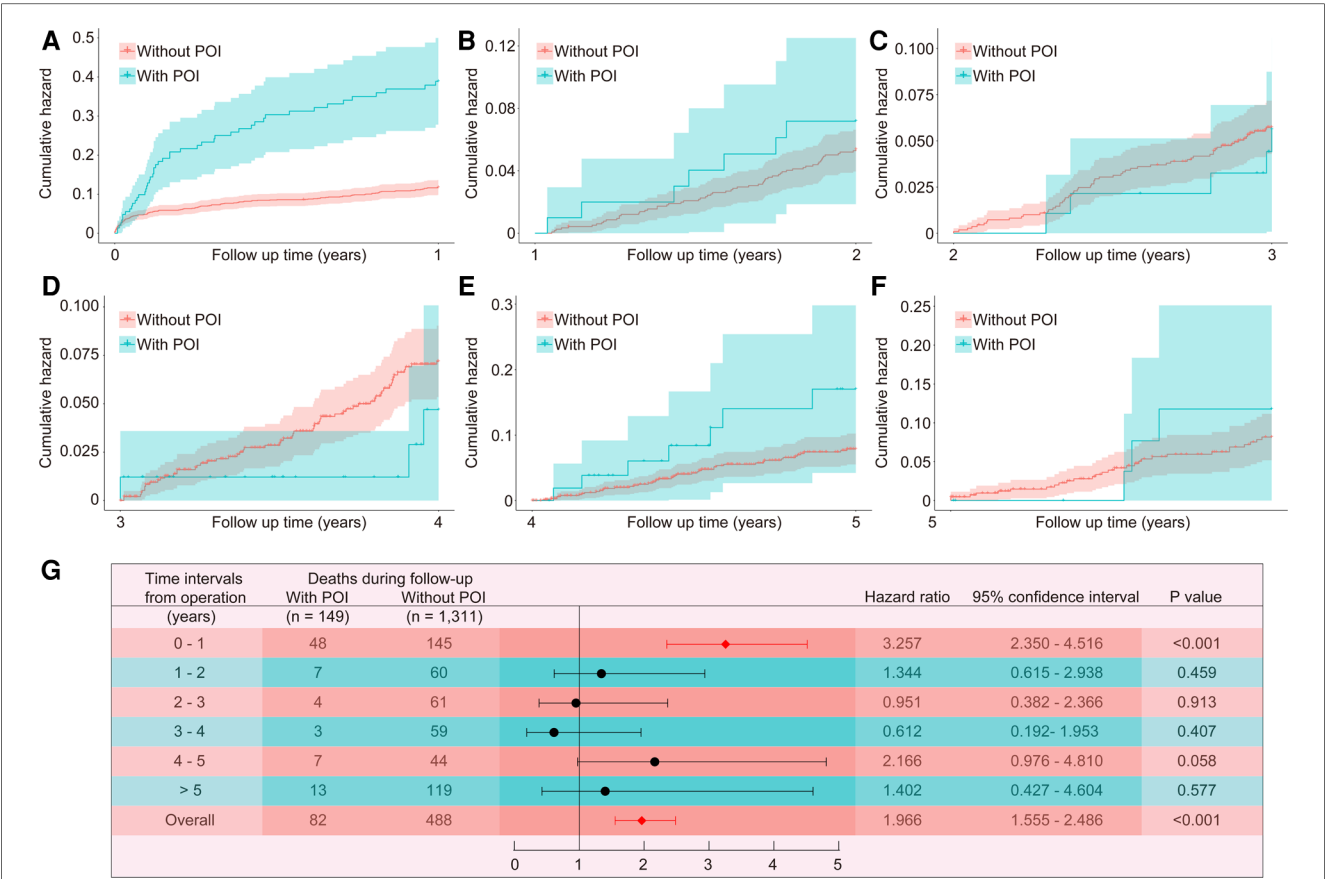 A
Cumulative hazard
0.5
0.4
0.3
0.2
0.1
0
Without POI
With POI
0 Follow up time (years) 1
B
Cumulative hazard
0.12
0.08
0.04
0
Without POI
With POI
1 Follow up time (years) 2
C
Cumulative hazard
0.100
0.075
0.050
0.025
0
Without POI
With POI
2 Follow up time (years) 3
D
Cumulative hazard
0.100
0.075
0.050
0.025
0
Without POI
With POI
3 Follow up time (years) 4
E
Cumulative hazard
0.3
0.2
0.1
0
Without POI
With POI
4 Follow up time (years) 5
F
Cumulative hazard
0.25
0.20
0.15
0.10
0.05
0
Without POI
With POI
5 Follow up time (years)
G
Time intervals Deaths during follow-up
from operation With POI Without POI Hazard ratio 95% confidence interval P value
(years) (n = 149) (n = 1,311)
0 - 1 48 145 3.257 2.350 - 4.516 <0.001
1 - 2 7 60 1.344 0.615 - 2.938 0.459
2 - 3 4 61 0.951 0.382 - 2.366 0.913
3 - 4 3 59 0.612 0.192- 1.953 0.407
4 - 5 7 44 2.166 0.976 - 4.810 0.058
> 5 13 119 1.402 0.427 - 4.604 0.577
Overall 82 488 1.966 1.555 - 2.486 <0.001
0 1 2 3 4 5